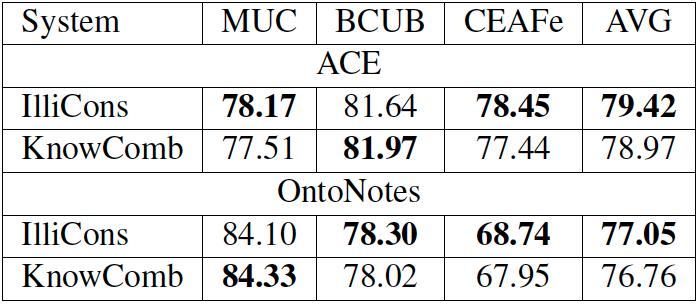 System MUC BCUB CEAFe AVG
ACE
IlliCons 78.17 81.64 78.45 79.42
KnowComb 77.51 81.97 77.44 78.97
OntoNotes
IlliCons 84.10 78.30 68.74 77.05
KnowComb 84.33 78.02 67.95 76.76